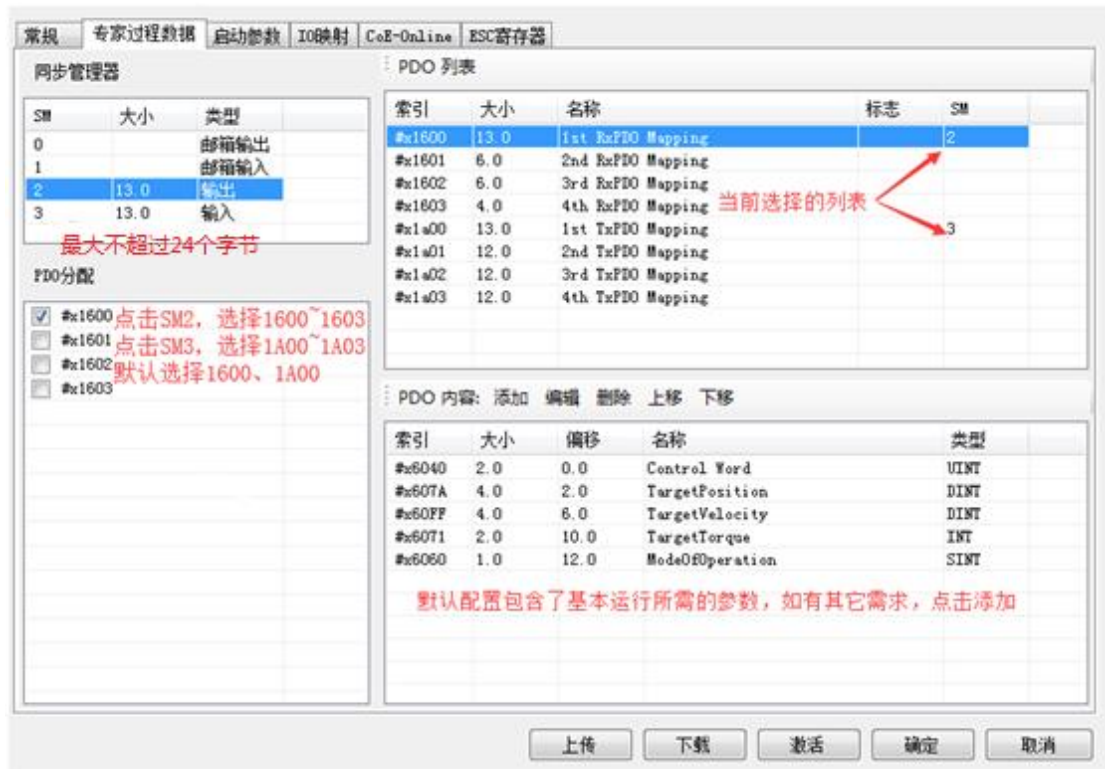 常规 专家过程数据 启动参数 IO映射 CoE-Online ESC寄存器
同步管理器
SM 大小 类型
0 邮箱输出
1 邮箱输入
2 13.0 输出
3 13.0 输入
最大不超过24个字节
PDO分配
#x1600 点击SM2，选择1600~1603
#x1601 点击SM3，选择1A00~1A03
#x1602 默认选择1600、1A00
#x1603
PDO 列表
索引 大小 名称 标志 SM
#x1600 13.0 1st RxPDO Mapping 2
#x1601 6.0 2nd RxPDO Mapping
#x1602 6.0 3rd RxPDO Mapping
#x1603 4.0 4th RxPDO Mapping 当前选择的列表
#x1a00 13.0 1st TxPDO Mapping 3
#x1a01 12.0 2nd TxPDO Mapping
#x1a02 12.0 3rd TxPDO Mapping
#x1a03 12.0 4th TxPDO Mapping
PDO 内容: 添加 编辑 删除 上移 下移
索引 大小 偏移 名称 类型
#x6040 2.0 0.0 Control Word UINT
#x607A 4.0 2.0 TargetPosition DINT
#x60FF 4.0 6.0 TargetVelocity DINT
#x6071 2.0 10.0 TargetTorque INT
#x6060 1.0 12.0 ModeOfOperation SINT
默认配置包含了基本运行所需的参数，如有其它需求，点击添加
上传 下载 激活 确定 取消